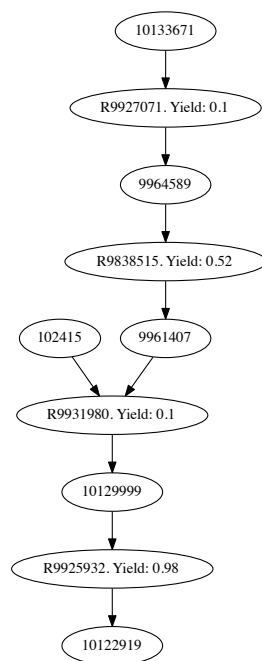 10133671
R9927071. Yield: 0.1
9964589
R9838515. Yield: 0.52
102415
9961407
R9931980. Yield: 0.1
10129999
R9925932. Yield: 0.98
10122919